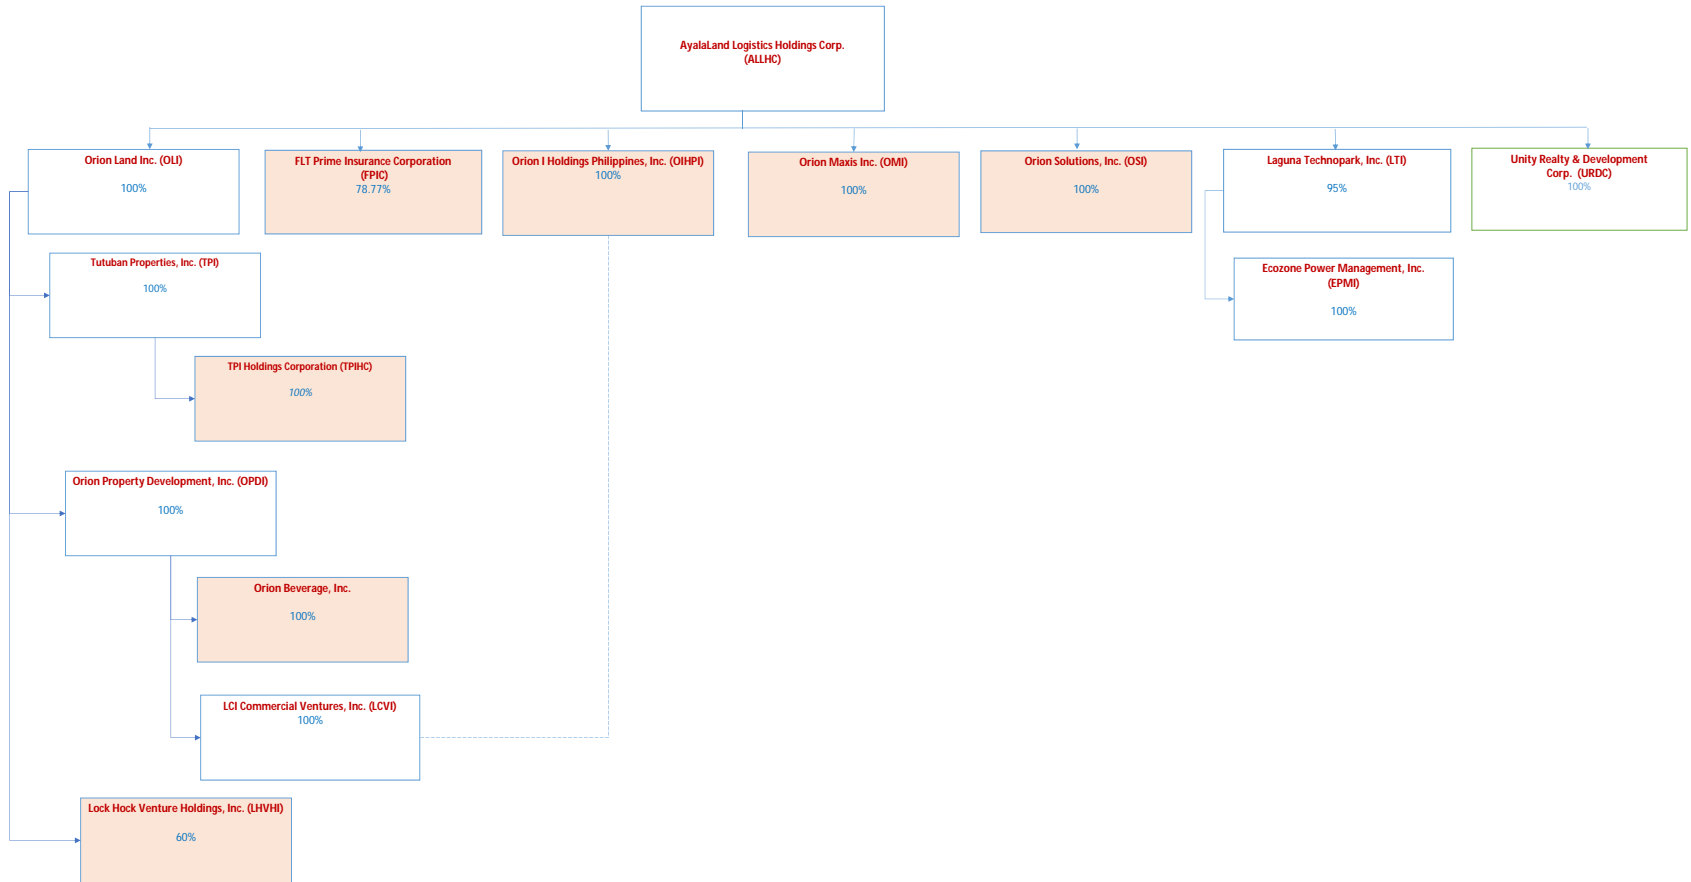 AyalaLand Logistics Holdings Corp.
(ALLHC)
Orion Land Inc. (OLI)
100%
FLT Prime Insurance Corporation
(FPIC)
78.77%
Orion I Holdings Philippines, Inc. (OIHPI)
100%
Orion Maxis Inc. (OMI)
100%
Orion Solutions, Inc. (OSI)
100%
Laguna Technopark, Inc. (LTI)
95%
Unity Realty & Development
Corp. (URDC)
100%
Tutuban Properties, Inc. (TPI)
100%
Ecozone Power Management, Inc.
(EPMI)
100%
TPI Holdings Corporation (TPIHC)
100%
Orion Property Development, Inc. (OPDI)
100%
Orion Beverage, Inc.
100%
LCI Commercial Ventures, Inc. (LCVI)
100%
Lock Hock Venture Holdings, Inc. (LHVHI)
60%